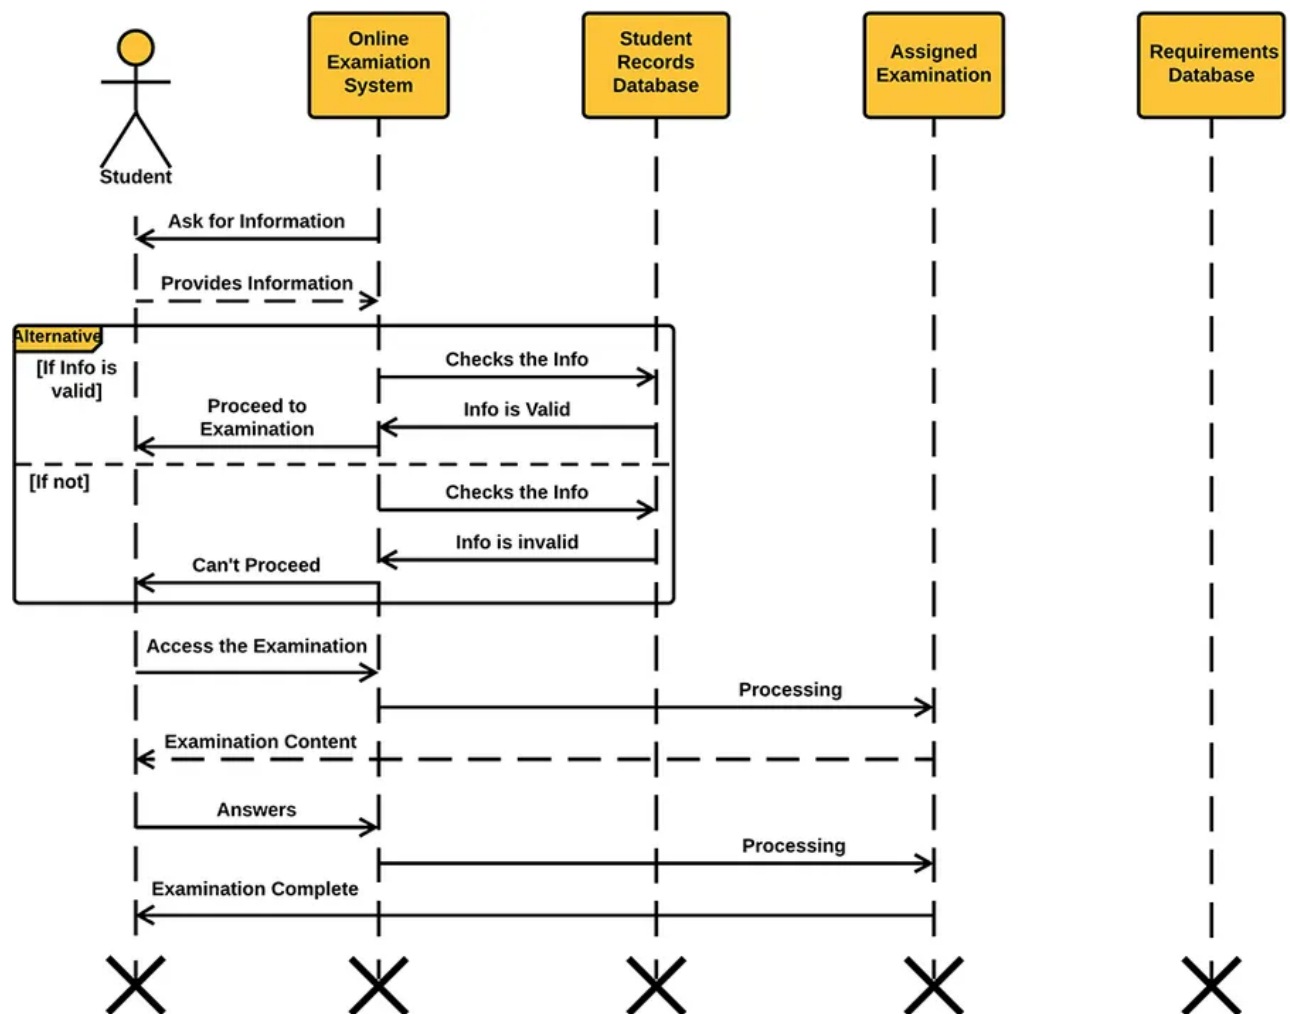 Online
Examiation
System
Student
Records
Database
Assigned
Examination
Requirements
Database
Student
Ask for Information
Provides Information
Alternative
[If Info is
valid]
Checks the Info
Info is Valid
Proceed to
Examination
[If not]
Checks the Info
Info is invalid
Can't Proceed
Access the Examination
Processing
Examination Content
Answers
Processing
Examination Complete